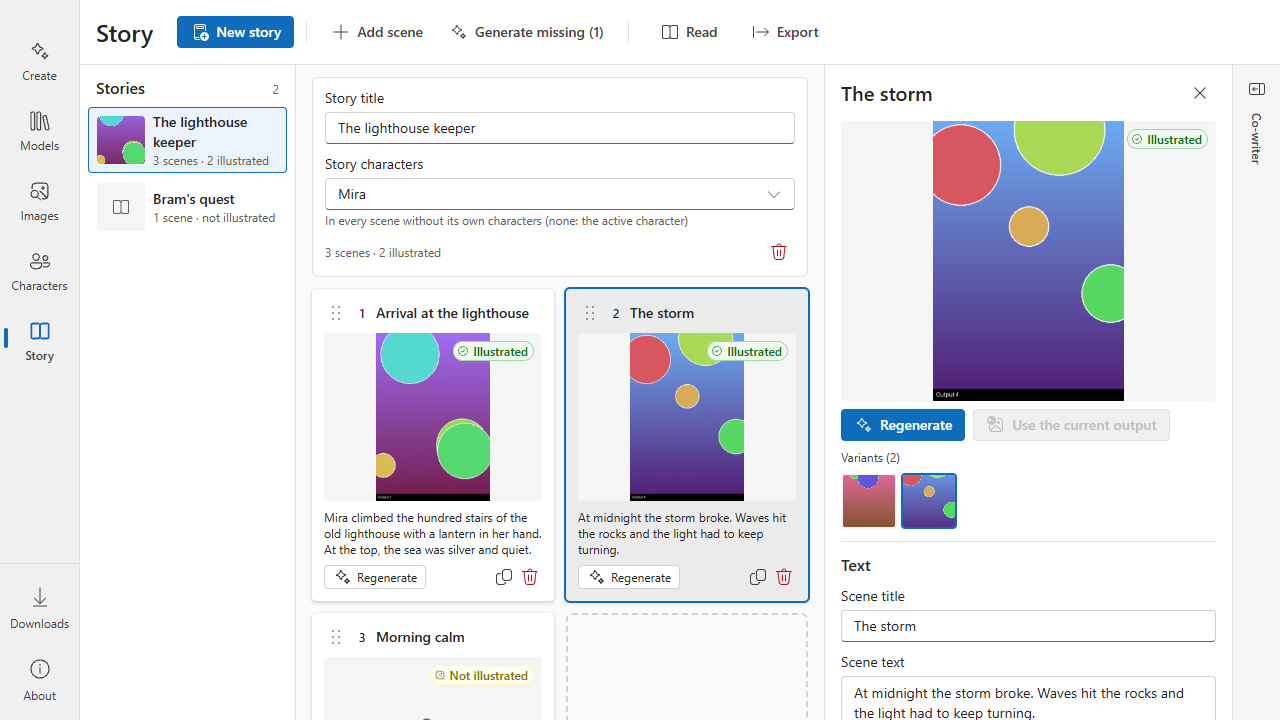 Story
New story
Add scene
Generate missing (1)
Read
Export
Create
Models
Images
Characters
Story
Downloads
About
Stories
2
The lighthouse
keeper
3 scenes · 2 illustrated
Bram's quest
1 scene · not illustrated
Story title
The lighthouse keeper
Story characters
Mira
In every scene without its own characters (none: the active character)
3 scenes · 2 illustrated
1 Arrival at the lighthouse
Illustrated
Mira climbed the hundred stairs of the
old lighthouse with a lantern in her hand.
At the top, the sea was silver and quiet.
Regenerate
2 The storm
Illustrated
Output 4
At midnight the storm broke. Waves hit
the rocks and the light had to keep
turning.
Regenerate
3 Morning calm
Not illustrated
The storm
Illustrated
Output 4
Regenerate
Use the current output
Variants (2)
Text
Scene title
The storm
Scene text
At midnight the storm broke. Waves hit the rocks and
the light had to keep turning.
Co-writer